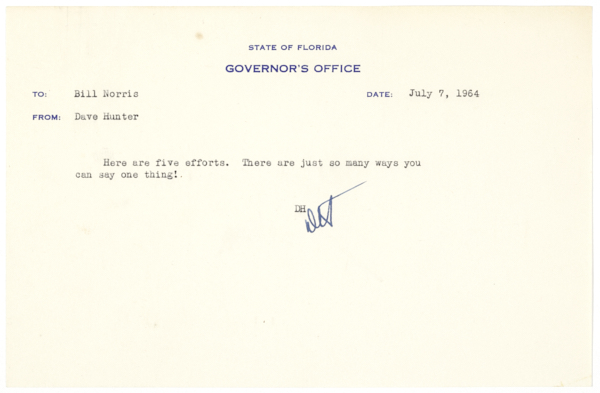 STATE OF FLORIDA
GOVERNOR'S OFFICE
TO: Bill Norris DATE: July 7, 1964
FROM: Dave Hunter
Here are five efforts. There are just so many ways you
can say one thing!
DH
DH